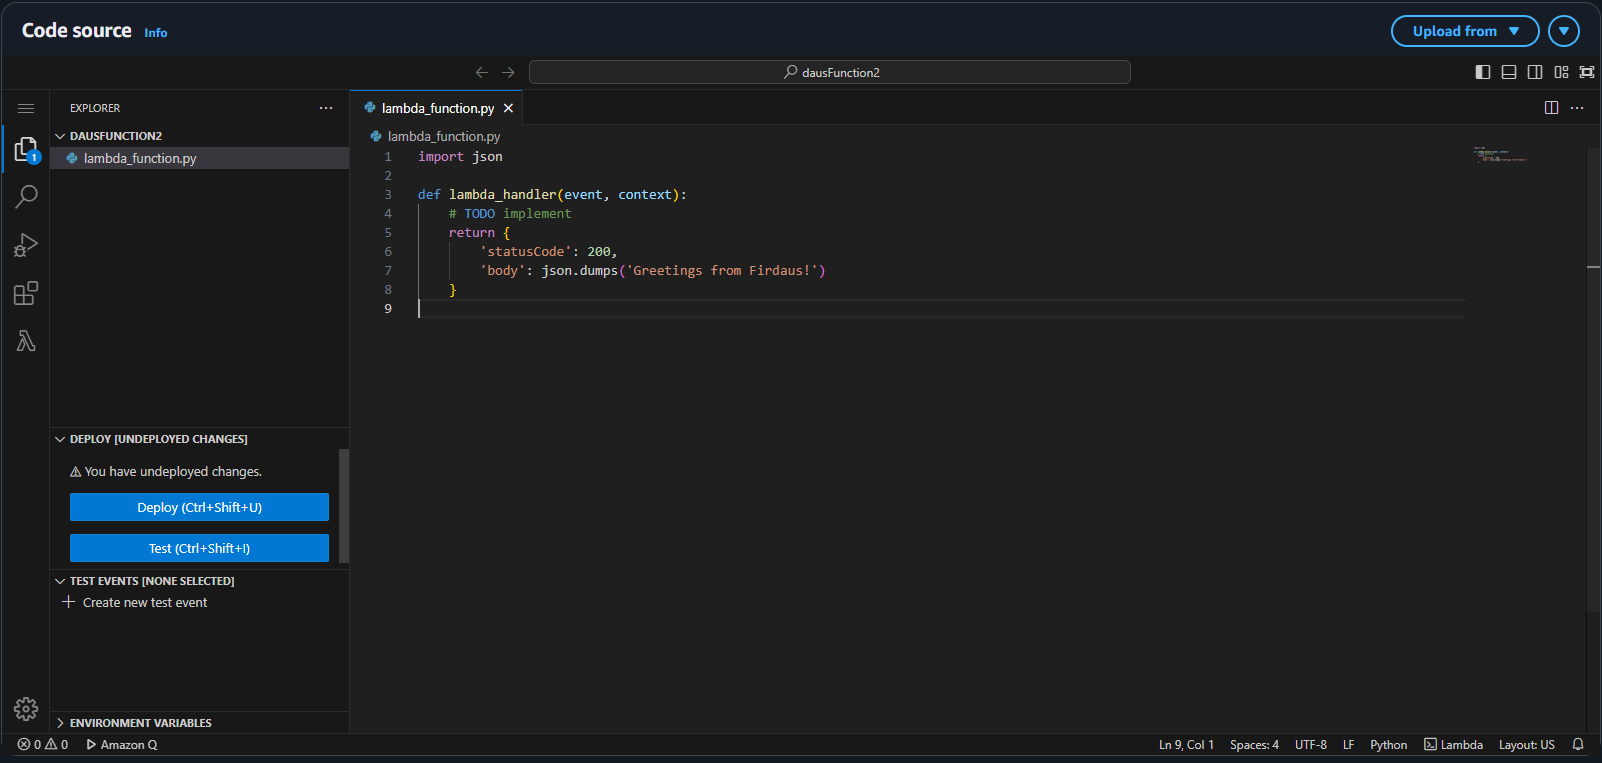 Code source Info
Upload from
dausFunction2
EXPLORER
DAUSFUNCTION2
lambda_function.py
1
lambda_function.py
lambda_function.py
1 import json
2
3 def lambda_handler(event, context):
4 # TODO implement
5 return {
6 'statusCode': 200,
7 'body': json.dumps('Greetings from Firdaus!')
8 }
9
DEPLOY [UNDEPLOYED CHANGES]
You have undeployed changes.
Deploy (Ctrl+Shift+U)
Test (Ctrl+Shift+I)
TEST EVENTS [NONE SELECTED]
Create new test event
ENVIRONMENT VARIABLES
0 0 Amazon Q
Ln 9, Col 1 Spaces: 4 UTF-8 LF Python Lambda Layout: US